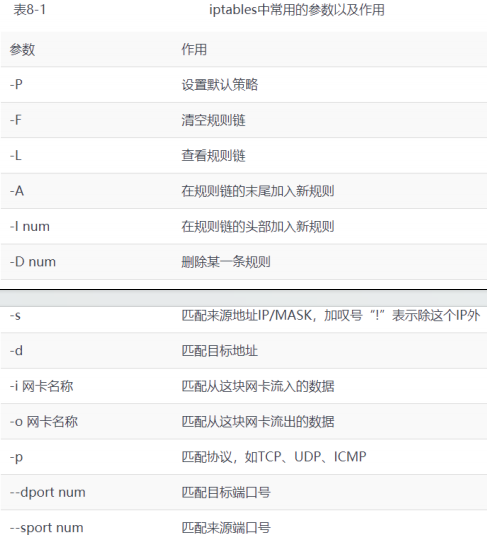 表8-1 iptables中常用的参数以及作用
参数 作用
-P 设置默认策略
-F 清空规则链
-L 查看规则链
-A 在规则链的末尾加入新规则
-I num 在规则链的头部加入新规则
-D num 删除某一条规则
-s 匹配来源地址IP/MASK，加叹号“!”表示除这个IP外
-d 匹配目标地址
-i 网卡名称 匹配从这块网卡流入的数据
-o 网卡名称 匹配从这块网卡流出的数据
-p 匹配协议，如TCP、UDP、ICMP
--dport num 匹配目标端口号
--sport num 匹配来源端口号